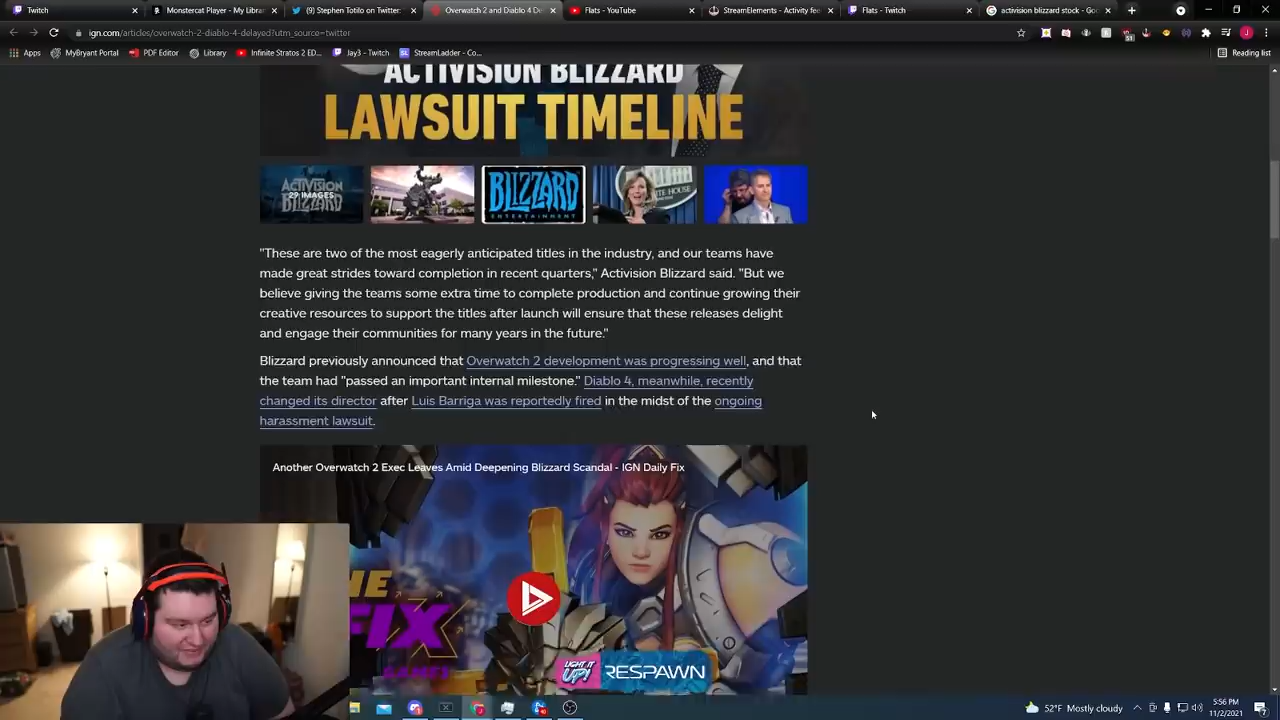 Twitch
Monstercat Player - My Librar
(9) Stephen Totilo on Twitter:
Overwatch 2 and Diablo 4 De
Flats - YouTube
StreamElements - Activity fee
Flats - Twitch
activision blizzard stock - Goo
ign.com/articles/overwatch-2-diablo-4-delayed?utm_source=twitter
Apps
MyBryant Portal
PDF Editor
Library
Infinite Stratos 2 ED...
Jay3 - Twitch
StreamLadder - Co...
Reading list
ACTIVISION BLIZZARD
LAWSUIT TIMELINE
ACTIVISION BLIZZARD
29 IMAGES
BLIZZARD
ENTERTAINMENT
"These are two of the most eagerly anticipated titles in the industry, and our teams have
made great strides toward completion in recent quarters," Activision Blizzard said. "But we
believe giving the teams some extra time to complete production and continue growing their
creative resources to support the titles after launch will ensure that these releases delight
and engage their communities for many years in the future."
Blizzard previously announced that Overwatch 2 development was progressing well, and that
the team had "passed an important internal milestone." Diablo 4, meanwhile, recently
changed its director after Luis Barriga was reportedly fired in the midst of the ongoing
harassment lawsuit.
Another Overwatch 2 Exec Leaves Amid Deepening Blizzard Scandal - IGN Daily Fix
FIX
GAMES
LIGHT IT UP!
RESPAWN
52°F Mostly cloudy
5:56 PM
11/2/2021